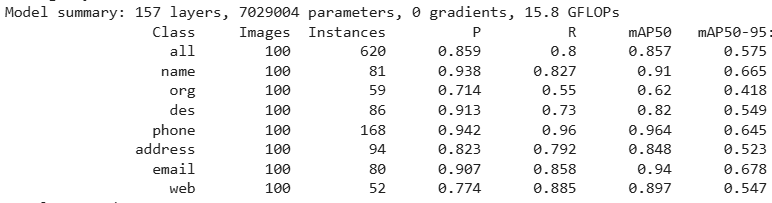 Model summary: 157 layers, 7029004 parameters, 0 gradients, 15.8 GFLOPs
Class Images Instances P R mAP50 mAP50-95:
all 100 620 0.859 0.8 0.857 0.575
name 100 81 0.938 0.827 0.91 0.665
org 100 59 0.714 0.55 0.62 0.418
des 100 86 0.913 0.73 0.82 0.549
phone 100 168 0.942 0.96 0.964 0.645
address 100 94 0.823 0.792 0.848 0.523
email 100 80 0.907 0.858 0.94 0.678
web 100 52 0.774 0.885 0.897 0.547